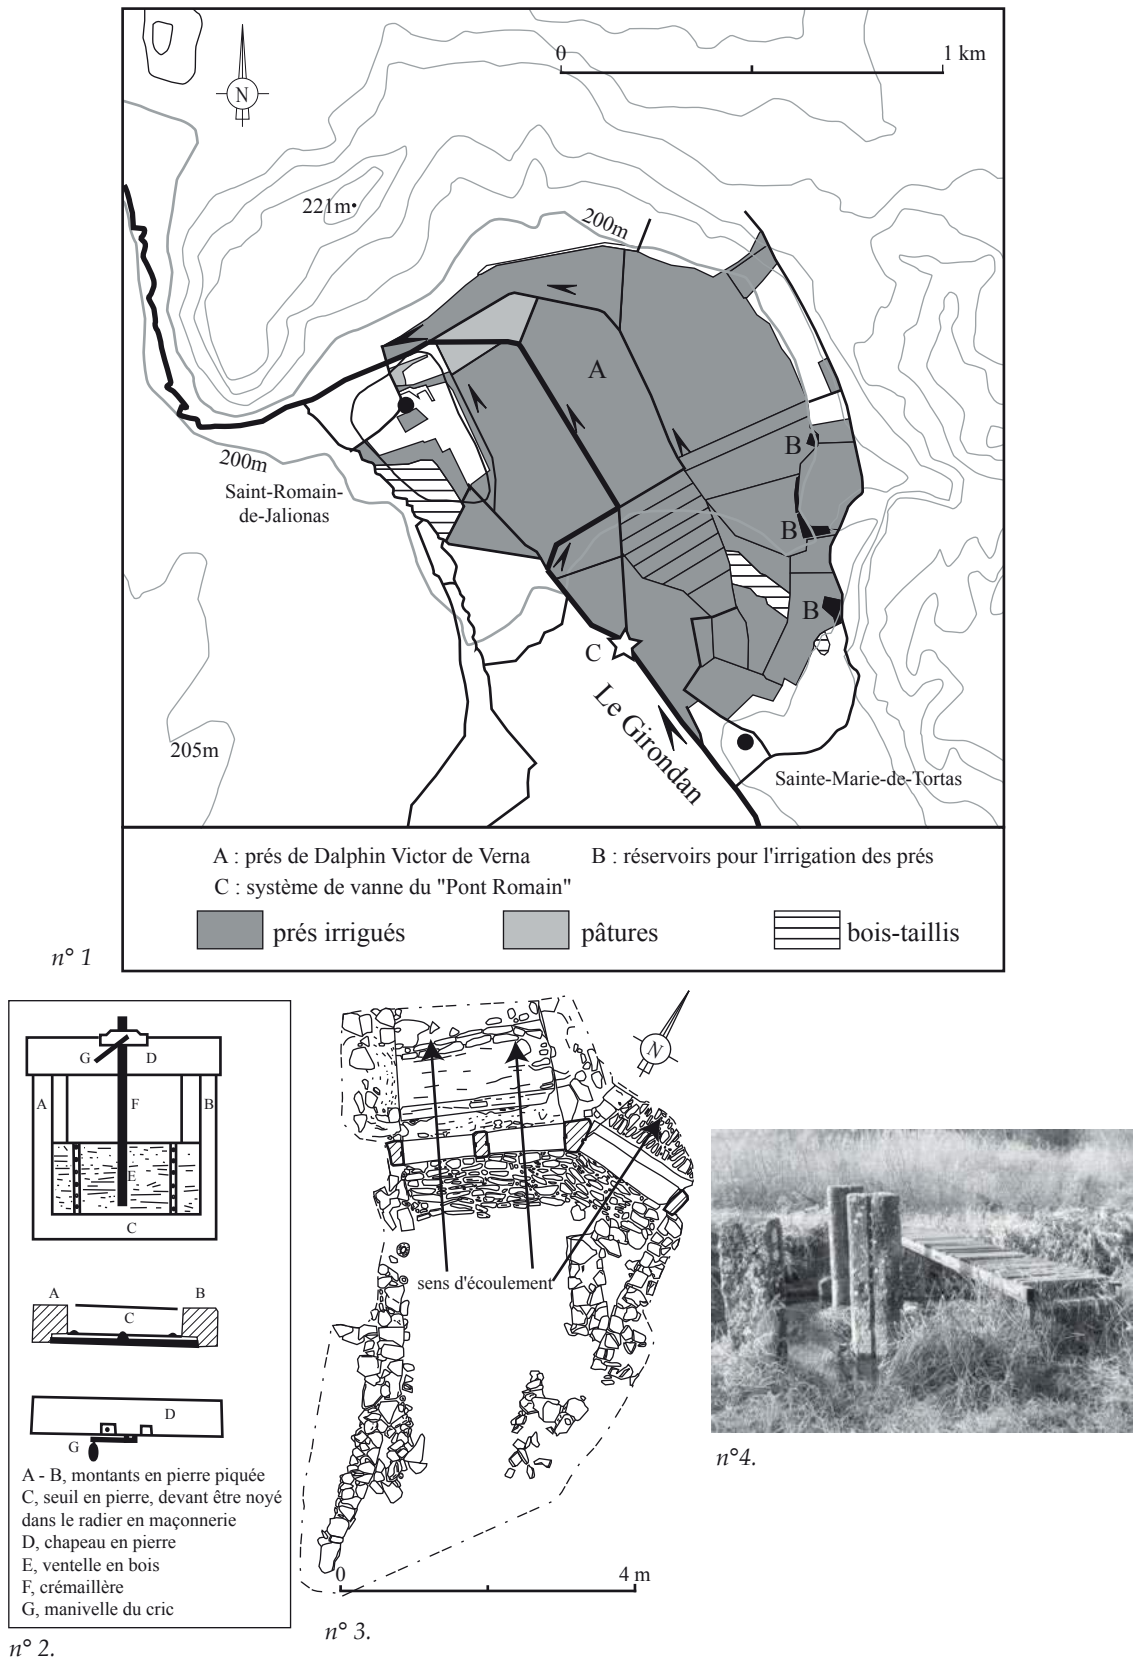 N
0
1 km
221m
200m
A
B
200m
Saint-Romain-
de-Jalionas
B
B
C
Le Girondan
205m
Sainte-Marie-de-Tortas
A : prés de Dalphin Victor de Verna
B : réservoirs pour l'irrigation des prés
C : système de vanne du "Pont Romain"
prés irrigués
pâtures
bois-taillis
n° 1
G
D
A
F
B
E
C
A
B
C
D
G
A - B, montants en pierre piquée
C, seuil en pierre, devant être noyé
dans le radier en maçonnerie
D, chapeau en pierre
E, ventelle en bois
F, crémaillère
G, manivelle du cric
n° 2.
N
sens d'écoulement
0
4 m
n° 3.
n°4.